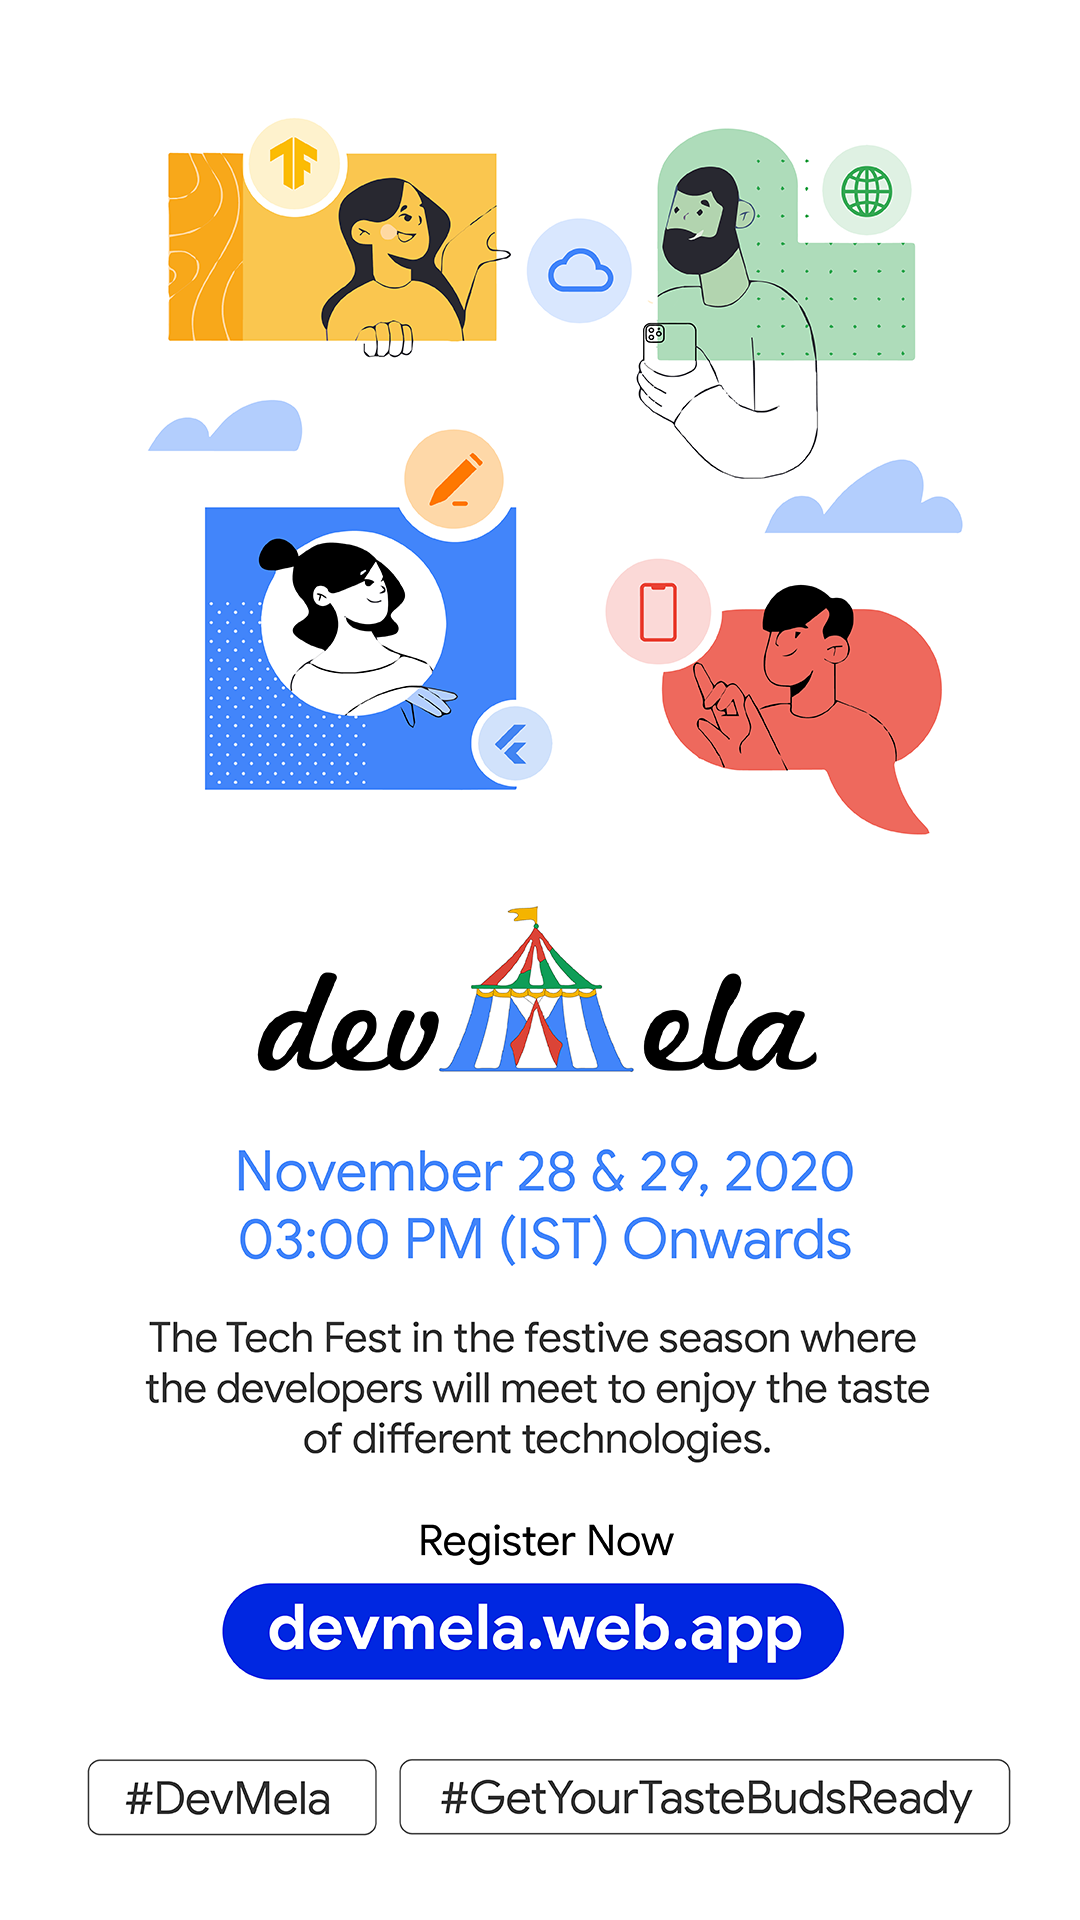 dev ela
November 28 & 29, 2020
03:00 PM (IST) Onwards
The Tech Fest in the festive season where
the developers will meet to enjoy the taste
of different technologies.
Register Now
devmela.web.app
#DevMela
#GetYourTasteBudsReady